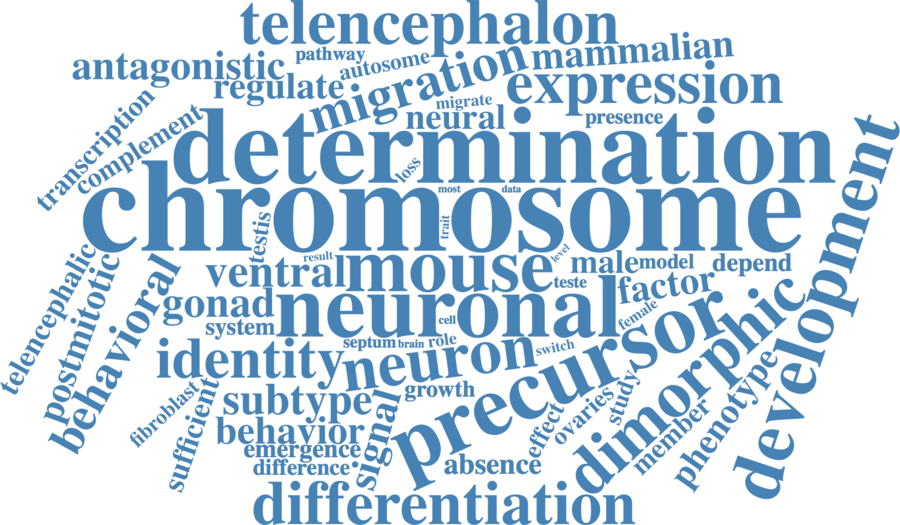 telencephalon
pathway
mammalian
antagonistic
autosome
regulate
migration
expression
migrate
neural
presence
transcription
complement
determination
loss
most
data
chromosome
development
testis
trait
result
level
telencephalic
postmitotic
behavioral
ventral
mouse
male
model
depend
teste
factor
gonad
neuronal
system
cell
female
septum
brain
role
switch
identity
neuron
precursor
dimorphic
fibroblast
sufficient
subtype
growth
signal
effect
ovaries
study
member
phenotype
behavior
emergence
difference
absence
differentiation